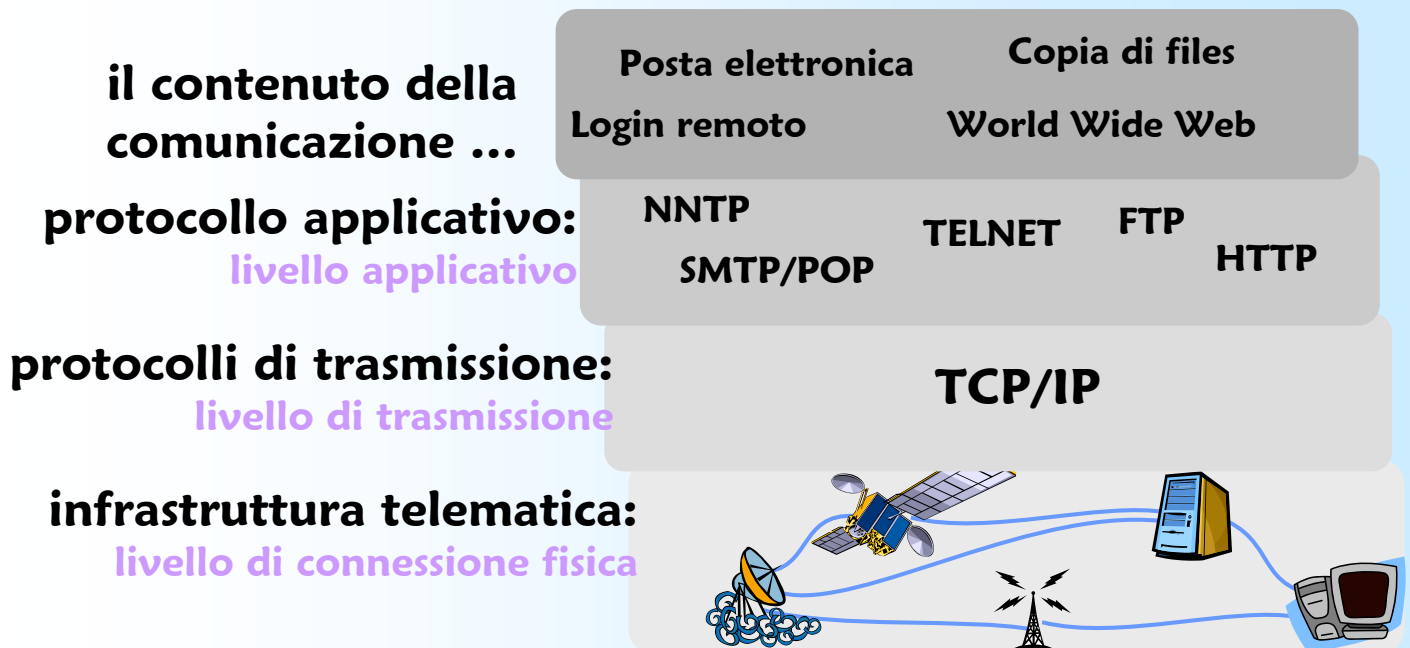 il contenuto della
comunicazione ...
Posta elettronica
Copia di files
Login remoto
World Wide Web
protocollo applicativo:
livello applicativo
NNTP
TELNET
FTP
SMTP/POP
HTTP
protocolli di trasmissione:
livello di trasmissione
TCP/IP
infrastruttura telematica:
livello di connessione fisica